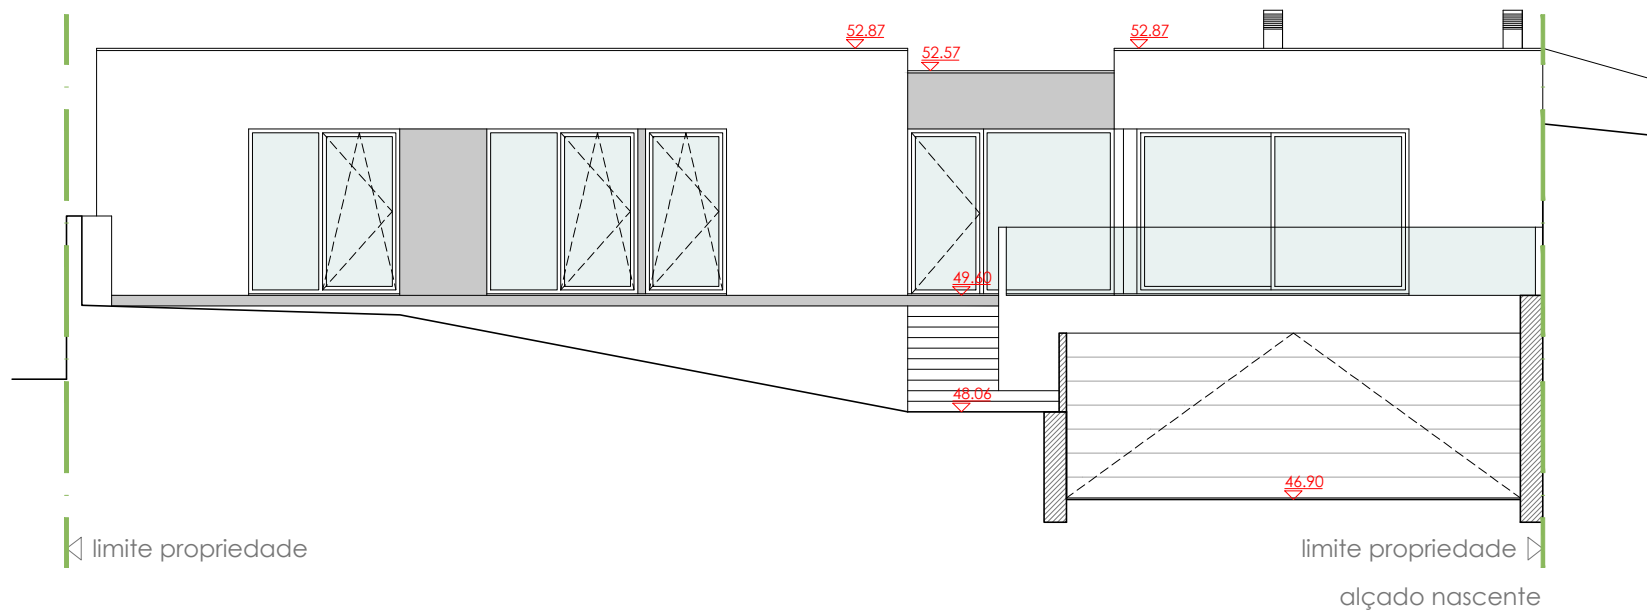 52.87
52.57
52.87
49.60
48.06
46.90
limite propriedade
limite propriedade
alçado nascente